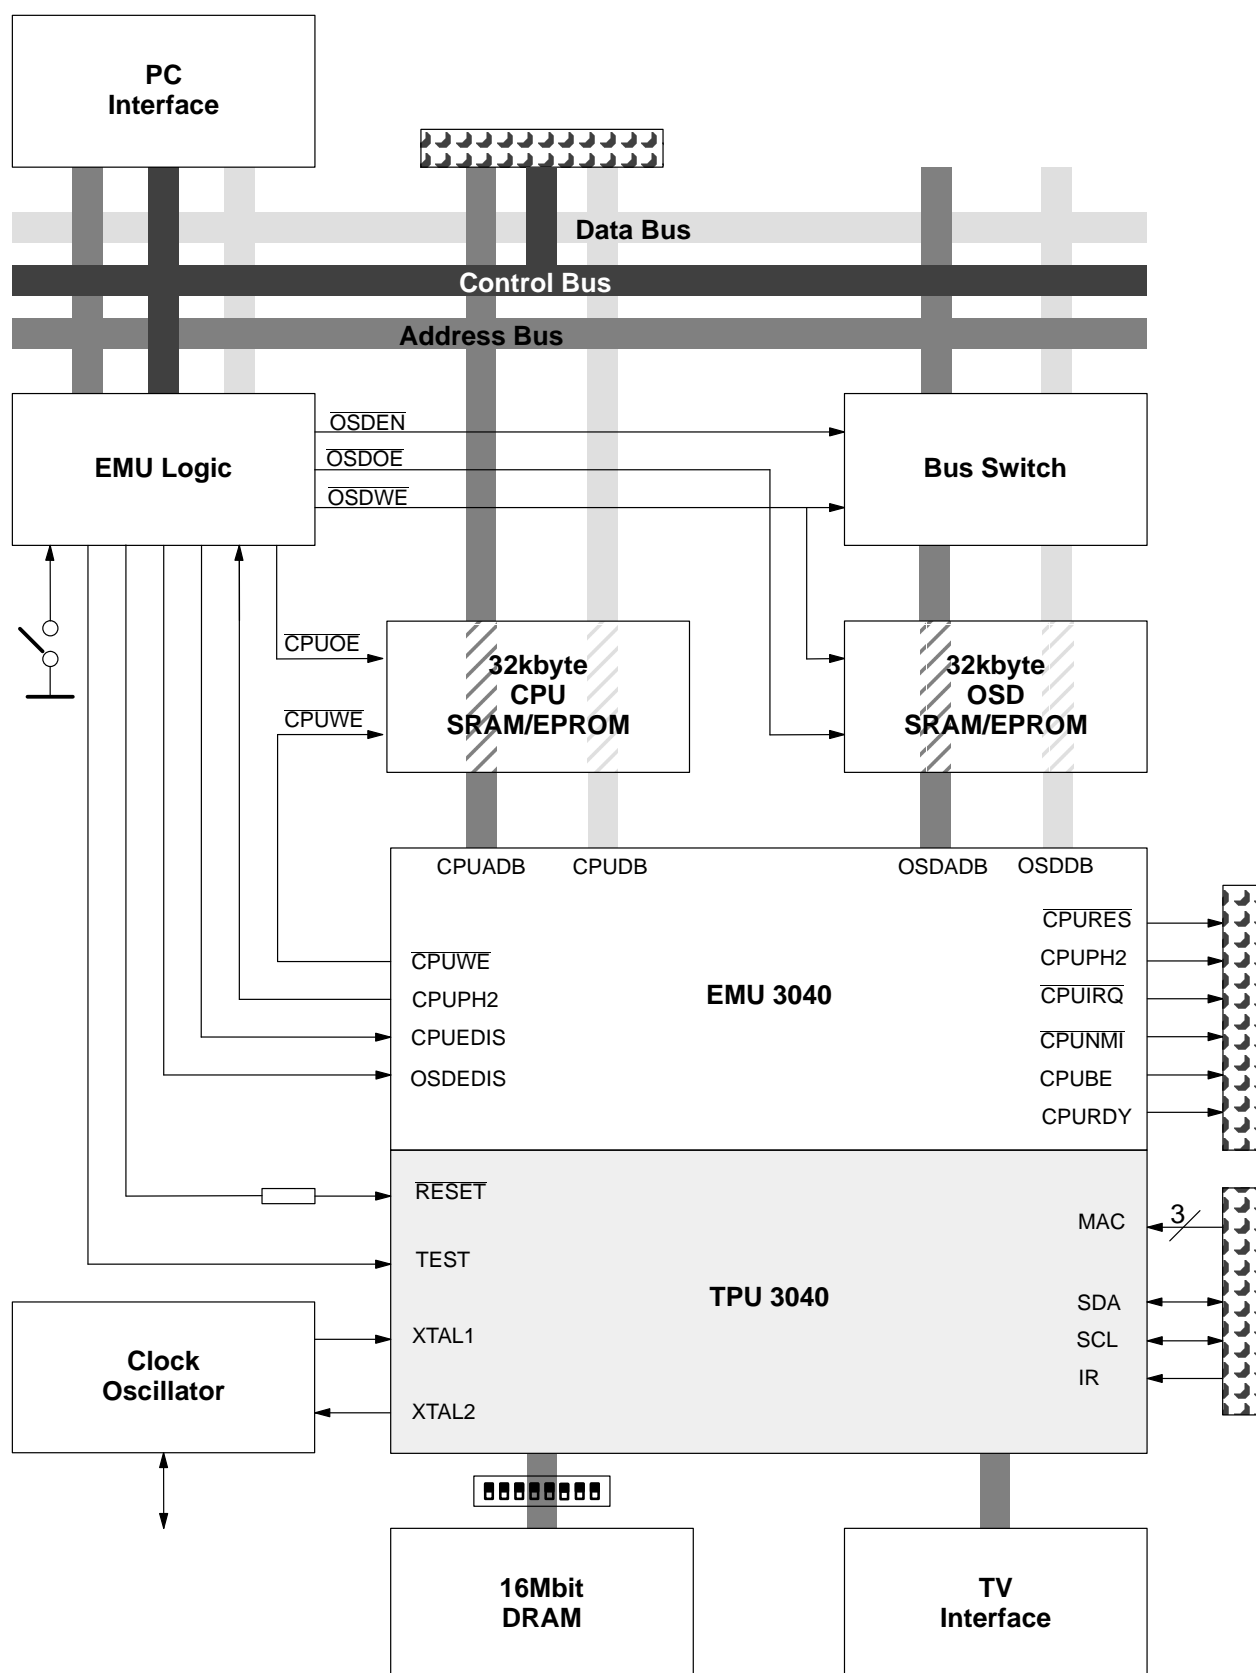 PC
Interface
Data Bus
Control Bus
Address Bus
EMU Logic
OSDEN
OSDOE
OSDWE
Bus Switch
CPUOE
CPUWE
32kbyte
CPU
SRAM/EPROM
32kbyte
OSD
SRAM/EPROM
CPUADB
CPUDB
OSDADB
OSDDB
CPUWE
CPUPH2
CPUEDIS
OSDEDIS
EMU 3040
CPURES
CPUPH2
CPUIRQ
CPUNMI
CPUBE
CPURDY
RESET
TEST
XTAL1
XTAL2
TPU 3040
MAC
3
SDA
SCL
IR
Clock
Oscillator
16Mbit
DRAM
TV
Interface